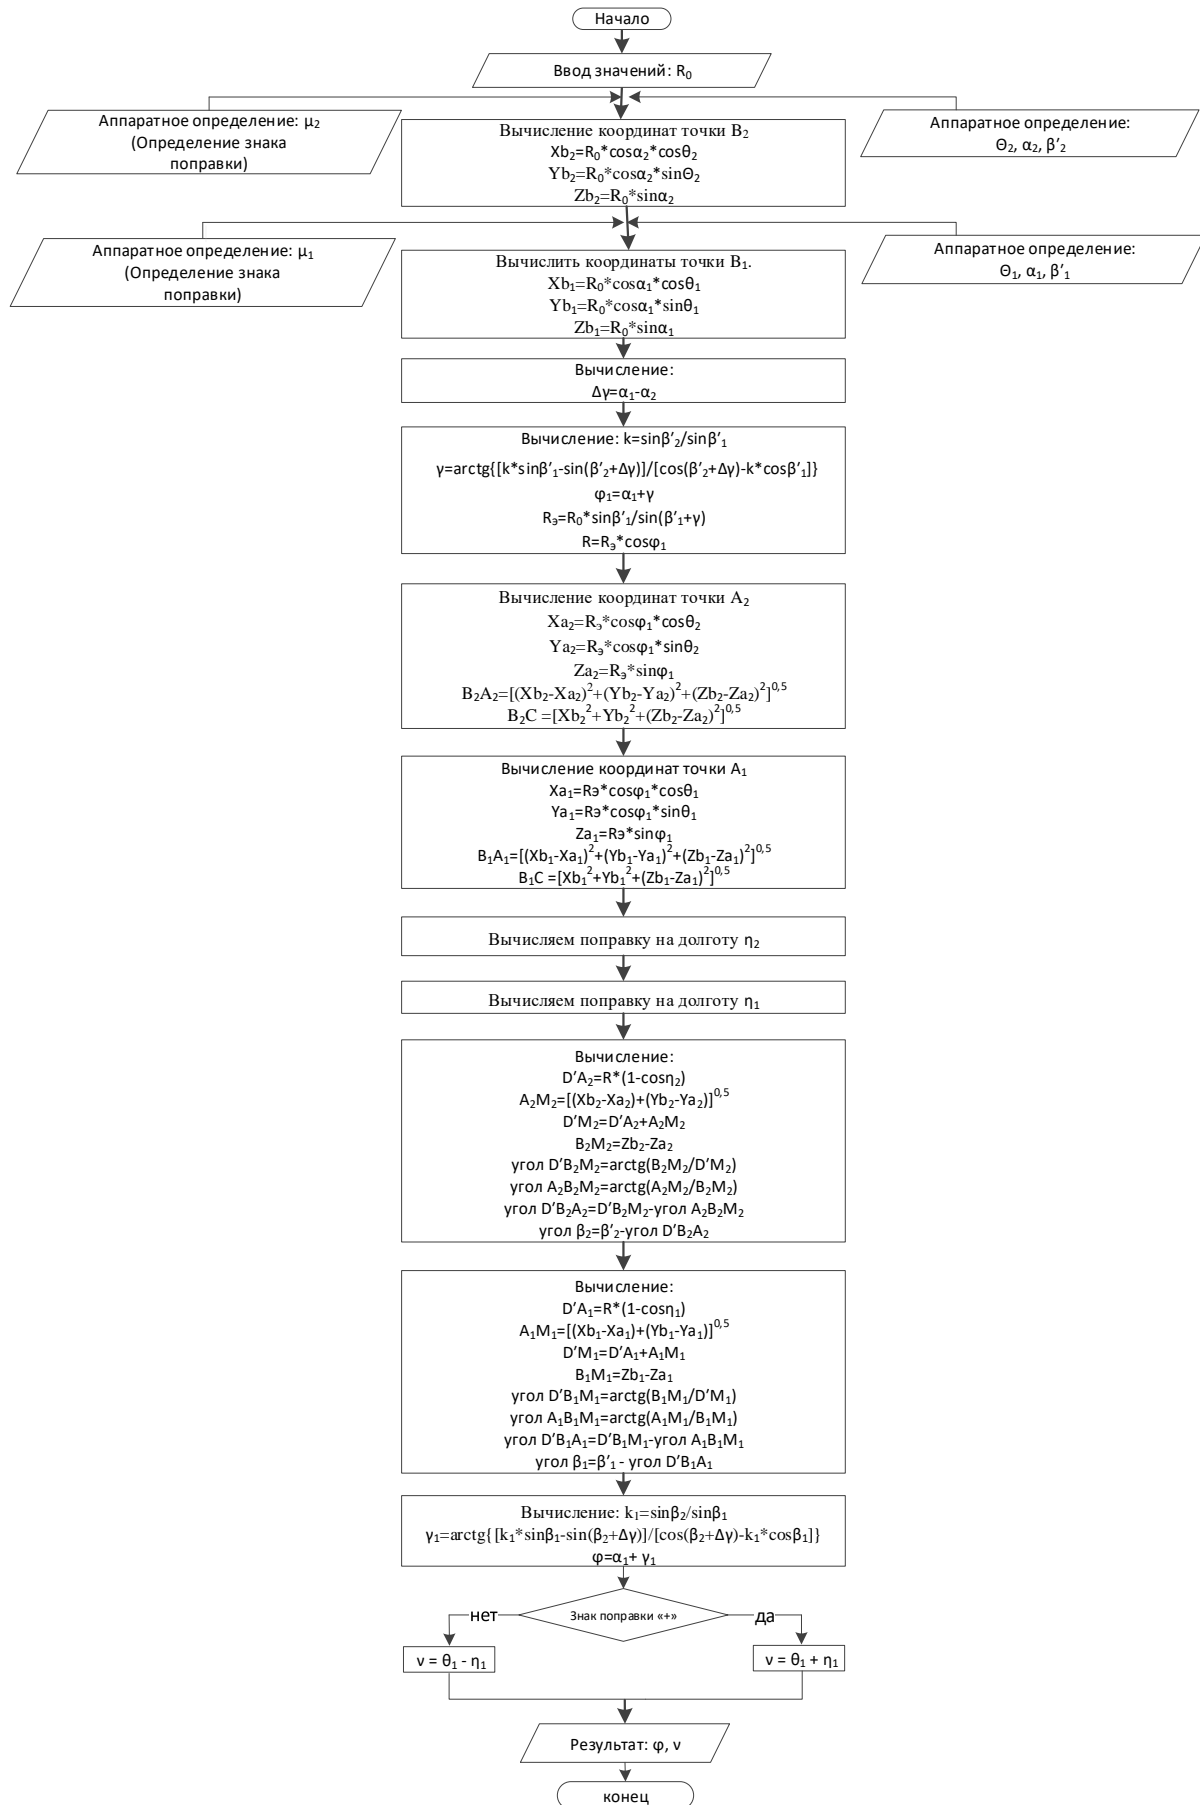 Начало
Ввод значений: R₀
Аппаратное определение: μ₂
(Определение знака
поправки)
Аппаратное определение:
Θ₂, α₂, β′₂
Вычисление координат точки B₂
Xb₂=R₀*cosα₂*cosθ₂
Yb₂=R₀*cosα₂*sinΘ₂
Zb₂=R₀*sinα₂
Аппаратное определение: μ₁
(Определение знака
поправки)
Аппаратное определение:
Θ₁, α₁, β′₁
Вычислить координаты точки B₁.
Xb₁=R₀*cosα₁*cosθ₁
Yb₁=R₀*cosα₁*sinθ₁
Zb₁=R₀*sinα₁
Вычисление:
Δγ=α₁-α₂
Вычисление: k=sinβ′₂/sinβ′₁
γ=arctg{[k*sinβ′₁-sin(β′₂+Δγ)]/[cos(β′₂+Δγ)-k*cosβ′₁]}
φ₁=α₁+γ
Rэ=R₀*sinβ′₁/sin(β′₁+γ)
R=Rэ*cosφ₁
Вычисление координат точки A₂
Xa₂=Rэ*cosφ₁*cosθ₂
Ya₂=Rэ*cosφ₁*sinθ₂
Za₂=Rэ*sinφ₁
B₂A₂=[(Xb₂-Xa₂)²+(Yb₂-Ya₂)²+(Zb₂-Za₂)²]⁰,⁵
B₂C =[Xb₂²+Yb₂²+(Zb₂-Za₂)²]⁰,⁵
Вычисление координат точки A₁
Xa₁=Rэ*cosφ₁*cosθ₁
Ya₁=Rэ*cosφ₁*sinθ₁
Za₁=Rэ*sinφ₁
B₁A₁=[(Xb₁-Xa₁)²+(Yb₁-Ya₁)²+(Zb₁-Za₁)²]⁰,⁵
B₁C =[Xb₁²+Yb₁²+(Zb₁-Za₁)²]⁰,⁵
Вычисляем поправку на долготу η₂
Вычисляем поправку на долготу η₁
Вычисление:
D′A₂=R*(1-cosη₂)
A₂M₂=[(Xb₂-Xa₂)+(Yb₂-Ya₂)]⁰,⁵
D′M₂=D′A₂+A₂M₂
B₂M₂=Zb₂-Za₂
угол D′B₂M₂=arctg(B₂M₂/D′M₂)
угол A₂B₂M₂=arctg(A₂M₂/B₂M₂)
угол D′B₂A₂=D′B₂M₂-угол A₂B₂M₂
угол β₂=β′₂-угол D′B₂A₂
Вычисление:
D′A₁=R*(1-cosη₁)
A₁M₁=[(Xb₁-Xa₁)+(Yb₁-Ya₁)]⁰,⁵
D′M₁=D′A₁+A₁M₁
B₁M₁=Zb₁-Za₁
угол D′B₁M₁=arctg(B₁M₁/D′M₁)
угол A₁B₁M₁=arctg(A₁M₁/B₁M₁)
угол D′B₁A₁=D′B₁M₁-угол A₁B₁M₁
угол β₁=β′₁ - угол D′B₁A₁
Вычисление: k₁=sinβ₂/sinβ₁
γ₁=arctg{[k₁*sinβ₁-sin(β₂+Δγ)]/[cos(β₂+Δγ)-k₁*cosβ₁]}
φ=α₁+ γ₁
нет
Знак поправки «+»
да
ν = θ₁ - η₁
ν = θ₁ + η₁
Результат: φ, ν
конец